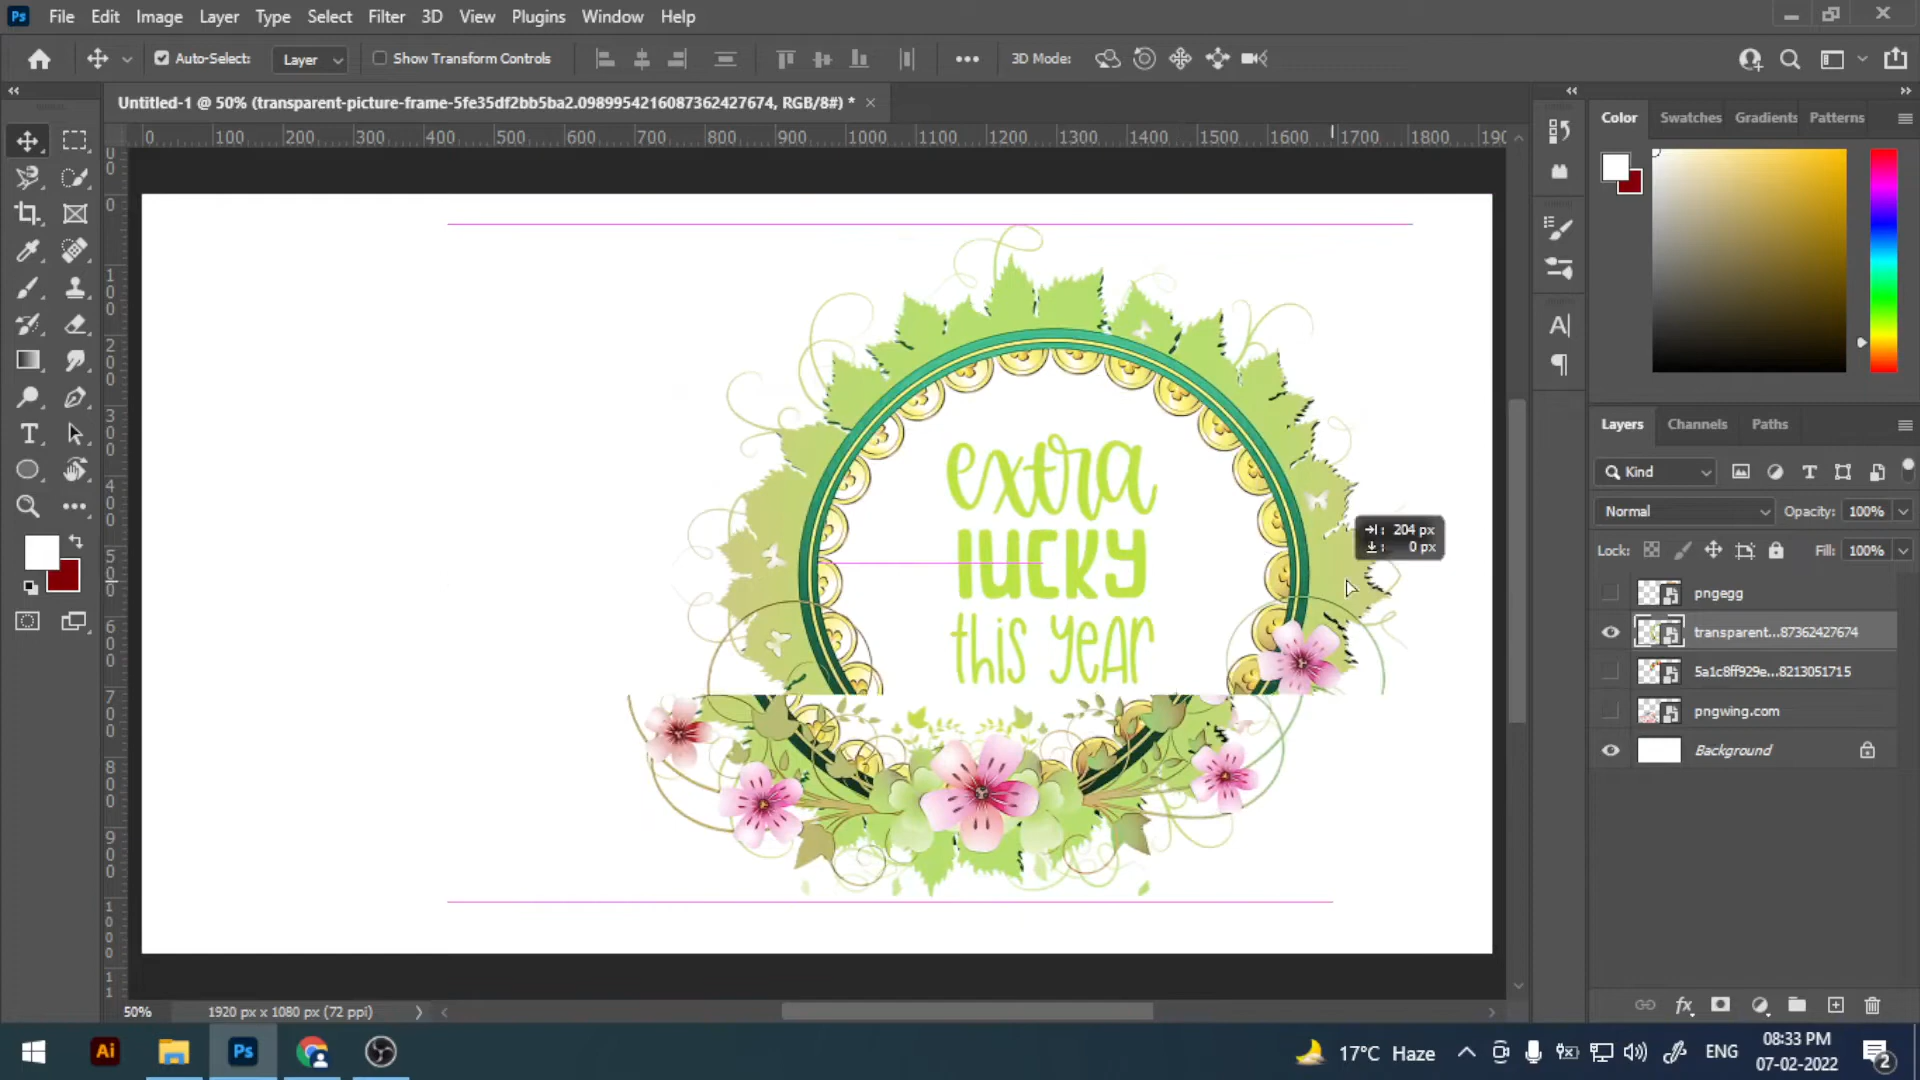 Ps File Edit Image Layer Type Select Filter 3D View Plugins Window Help
Auto-Select: Layer Show Transform Controls 3D Mode:
Untitled-1 @ 50% (transparent-picture-frame-5fe35df2bb5ba2.0989954216087362427674, RGB/8#) * ×
0 100 200 300 400 500 600 700 800 900 1000 1100 1200 1300 1400 1500 1600 1700 1800 190
Color Swatches Gradients Patterns
extra
lucky
this year
204 px
0 px
Layers Channels Paths
Kind
Normal Opacity: 100%
Lock: Fill: 100%
pngegg
transparent...87362427674
5a1c8ff929e...8213051715
pngwing.com
Background
50% 1920 px x 1080 px (72 ppi)
Ai Ps 17°C Haze ENG 08:33 PM
07-02-2022 2